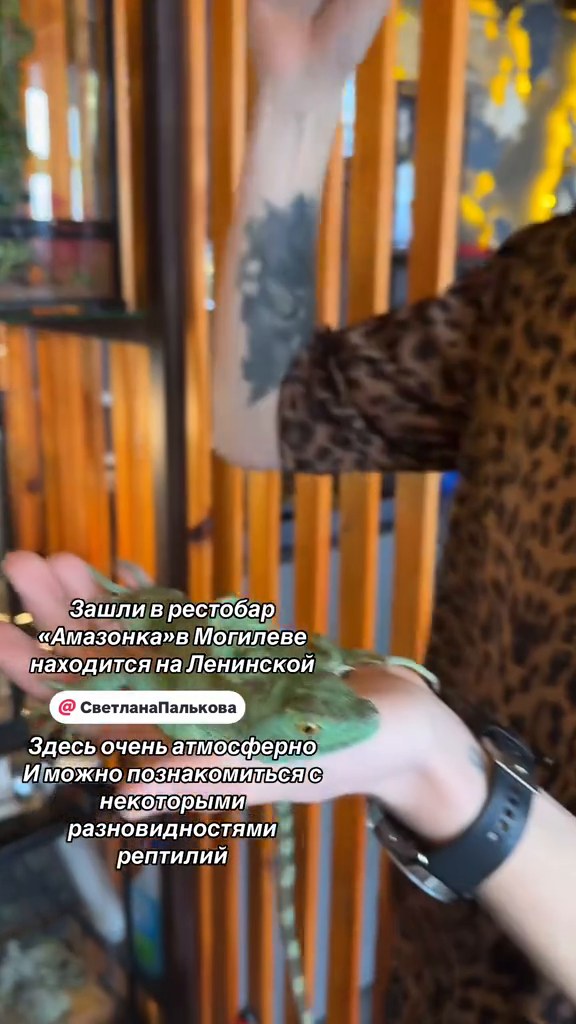 Зашли в рестобар
«Амазонка»в Могилеве
находится на Ленинской
@ СветланаПалькова
Здесь очень атмосферно
И можно познакомиться с
некоторыми
разновидностями
рептилий